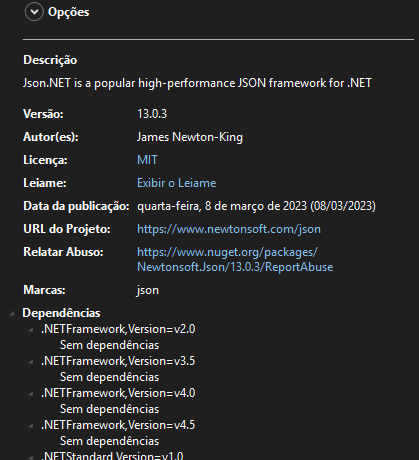 Opções
Descrição
Json.NET is a popular high-performance JSON framework for .NET
Versão: 13.0.3
Autor(es): James Newton-King
Licença: MIT
Leiame: Exibir o Leiame
Data da publicação: quarta-feira, 8 de março de 2023 (08/03/2023)
URL do Projeto: https://www.newtonsoft.com/json
Relatar Abuso: https://www.nuget.org/packages/
Newtonsoft.Json/13.0.3/ReportAbuse
Marcas: json
Dependências
.NETFramework,Version=v2.0
Sem dependências
.NETFramework,Version=v3.5
Sem dependências
.NETFramework,Version=v4.0
Sem dependências
.NETFramework,Version=v4.5
Sem dependências
.NETStandard,Version=v1.0